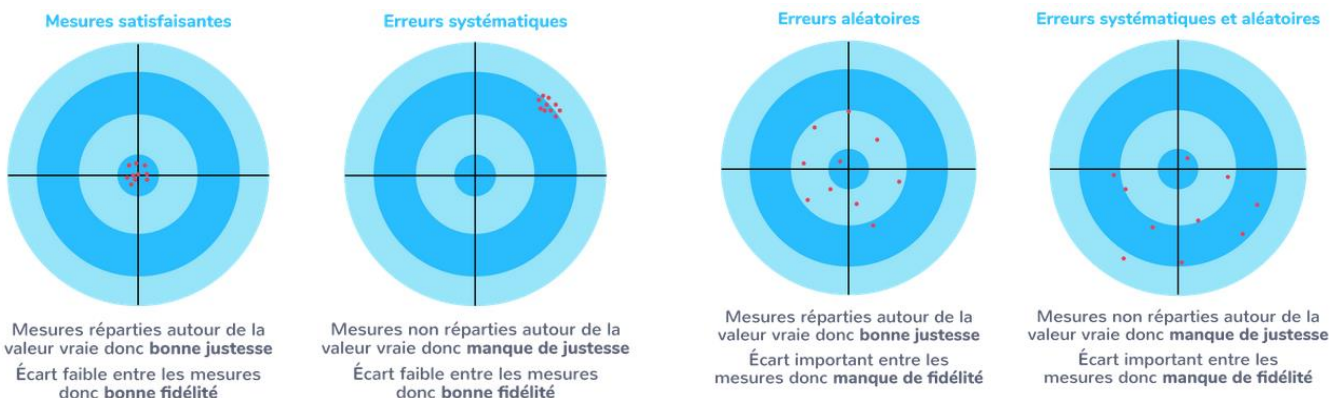 Mesures satisfaisantes
Mesures réparties autour de la
valeur vraie donc bonne justesse
Écart faible entre les mesures
donc bonne fidélité
Erreurs systématiques
Mesures non réparties autour de la
valeur vraie donc manque de justesse
Écart faible entre les mesures
donc bonne fidélité
Erreurs aléatoires
Mesures réparties autour de la
valeur vraie donc bonne justesse
Écart important entre les
mesures donc manque de fidélité
Erreurs systématiques et aléatoires
Mesures non réparties autour de la
valeur vraie donc manque de justesse
Écart important entre les
mesures donc manque de fidélité